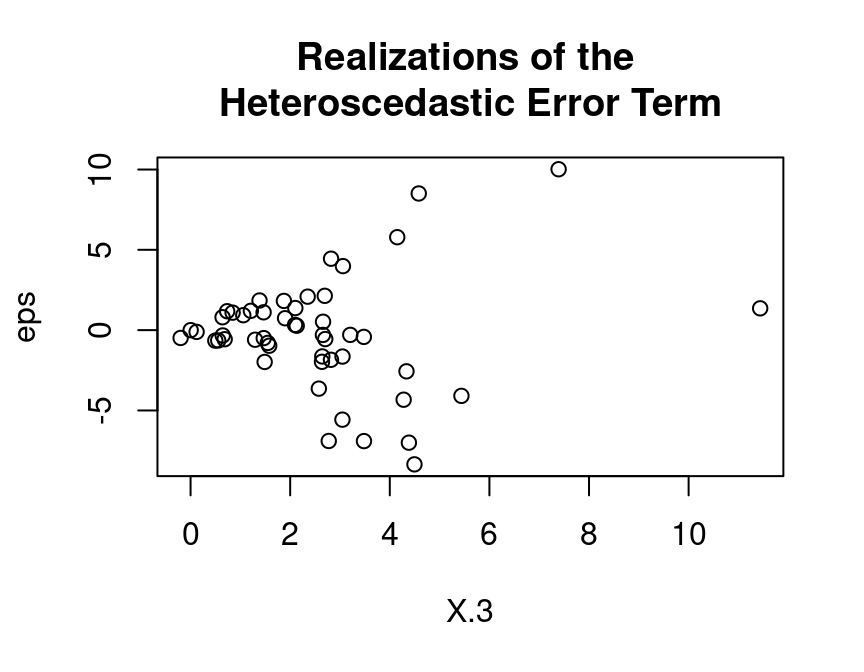 Realizations of the
Heteroscedastic Error Term
10
5
0
-5
eps
0 2 4 6 8 10
X.3